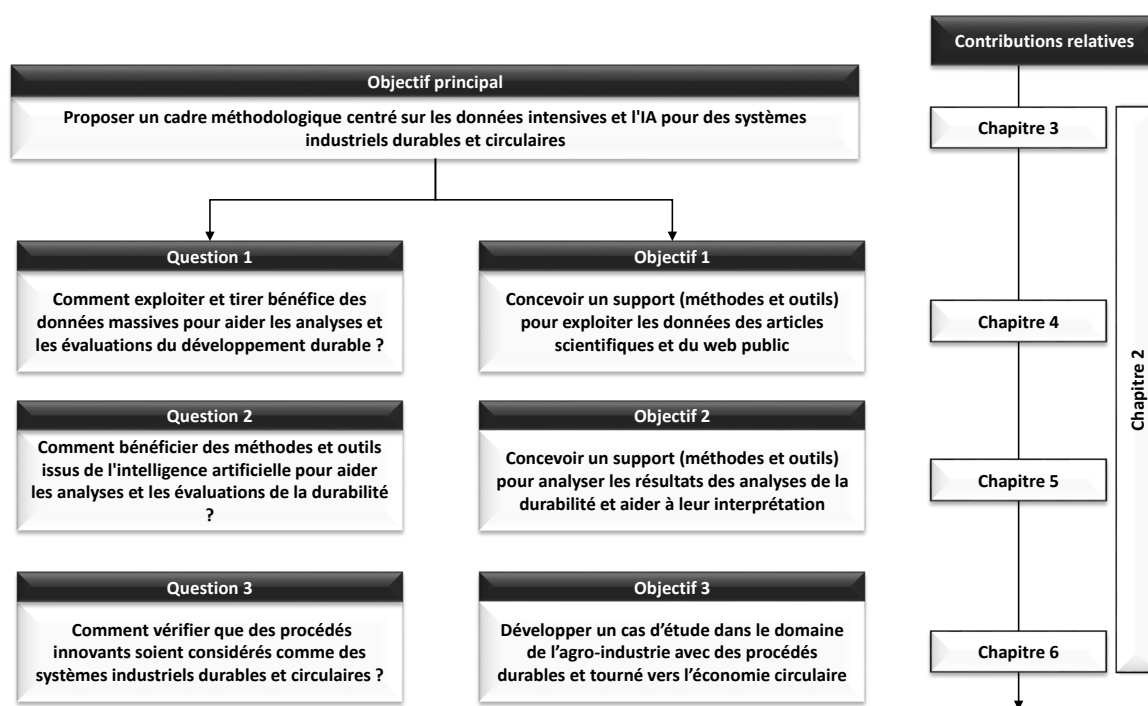 Objectif principal
Proposer un cadre méthodologique centré sur les données intensives et l'IA pour des systèmes
industriels durables et circulaires
Question 1
Comment exploiter et tirer bénéfice des
données massives pour aider les analyses et
les évaluations du développement durable ?
Objectif 1
Concevoir un support (méthodes et outils)
pour exploiter les données des articles
scientifiques et du web public
Question 2
Comment bénéficier des méthodes et outils
issus de l'intelligence artificielle pour aider
les analyses et les évaluations de la durabilité
?
Objectif 2
Concevoir un support (méthodes et outils)
pour analyser les résultats des analyses de la
durabilité et aider à leur interprétation
Question 3
Comment vérifier que des procédés
innovants soient considérés comme des
systèmes industriels durables et circulaires ?
Objectif 3
Développer un cas d’étude dans le domaine
de l’agro-industrie avec des procédés
durables et tourné vers l’économie circulaire
Contributions relatives
Chapitre 3
Chapitre 4
Chapitre 5
Chapitre 6
Chapitre 2